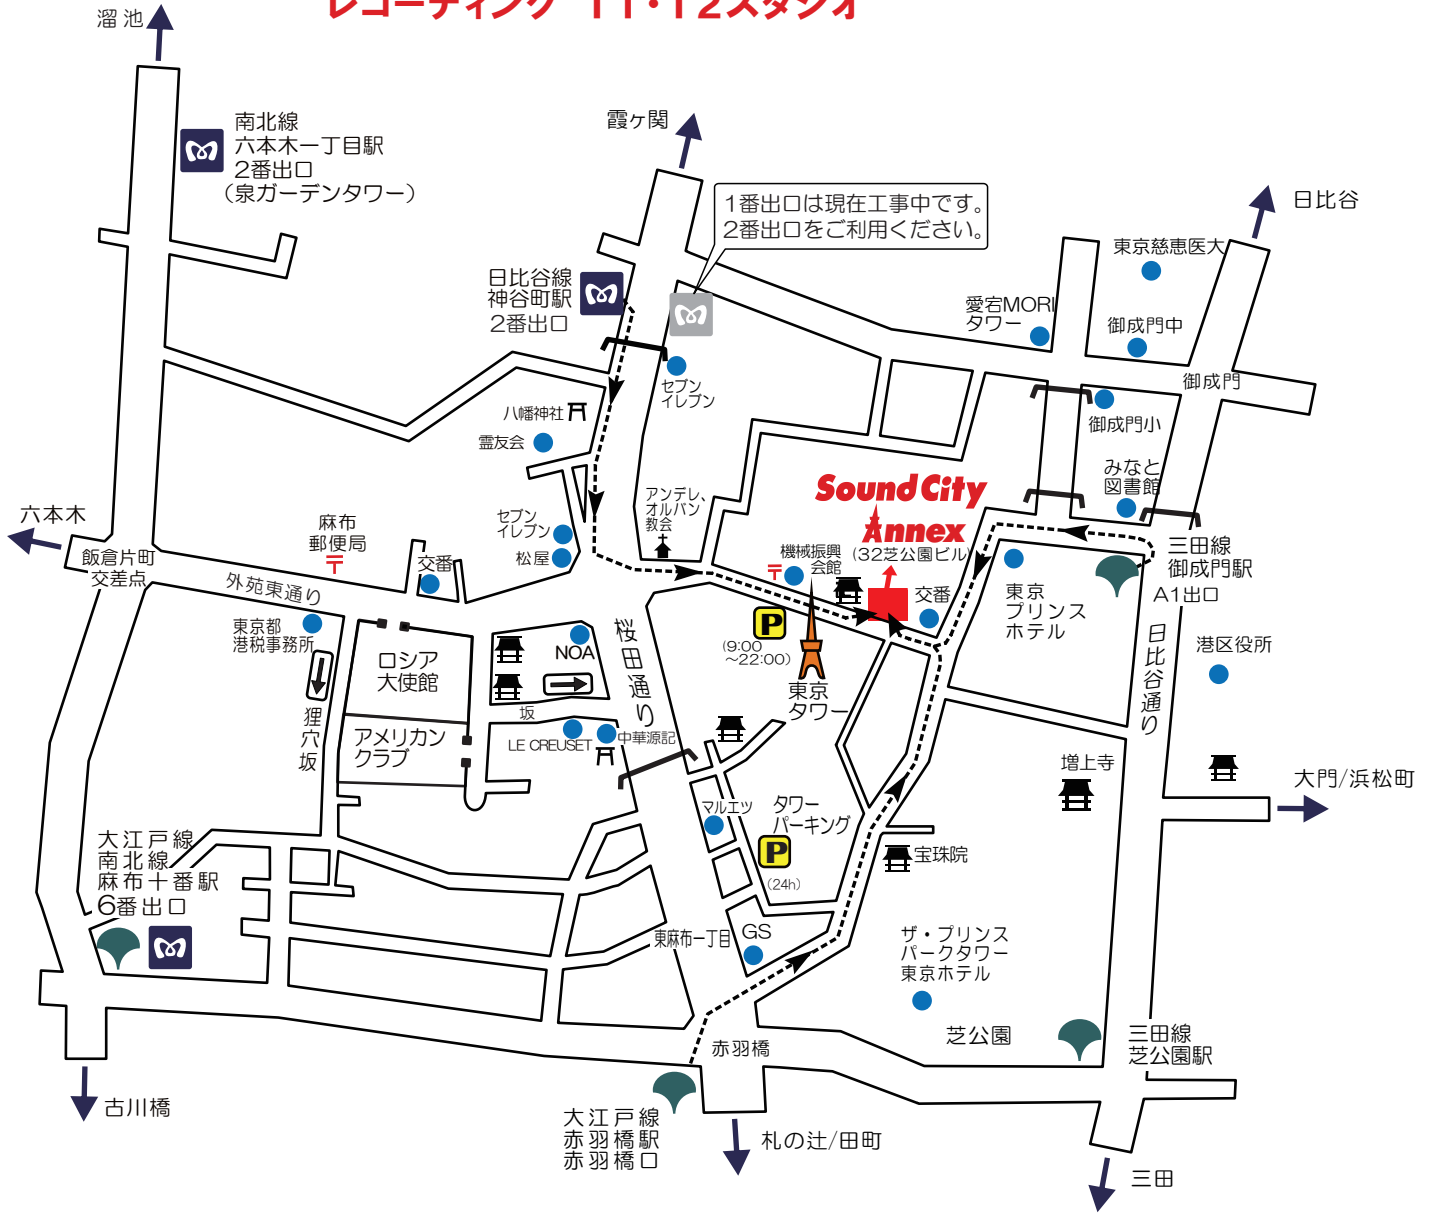 レコーディング 11・12スタジオ
溜池
南北線
六本木一丁目駅
2番出口
(泉ガーデンタワー)
霞ヶ関
1番出口は現在工事中です。
2番出口をご利用ください。
日比谷
日比谷線
神谷町駅
2番出口
東京慈恵医大
愛宕MORI
タワー
御成門中
御成門
セブン
イレブン
八幡神社
霊友会
御成門小
みなと
図書館
Sound City
Annex
(32芝公園ビル)
アンデレ、
オルバン
教会
セブン
イレブン
松屋
六本木
飯倉片町
交差点
麻布
郵便局
〒
交番
外苑東通り
機械振興
会館
〒
交番
三田線
御成門駅
A1出口
東京
プリンス
ホテル
東京都
港税事務所
ロシア
大使館
NOA
桜田通り
P
(9:00
〜22:00)
東京
タワー
日比谷通り
港区役所
狸穴坂
アメリカン
クラブ
坂
LE CREUSET
中華源記
増上寺
大門/浜松町
マルエツ
タワー
パーキング
P
(24h)
宝珠院
大江戸線
南北線
麻布十番駅
6番出口
東麻布一丁目
GS
ザ・プリンス
パークタワー
東京ホテル
芝公園
三田線
芝公園駅
赤羽橋
古川橋
大江戸線
赤羽橋駅
赤羽橋口
札の辻/田町
三田